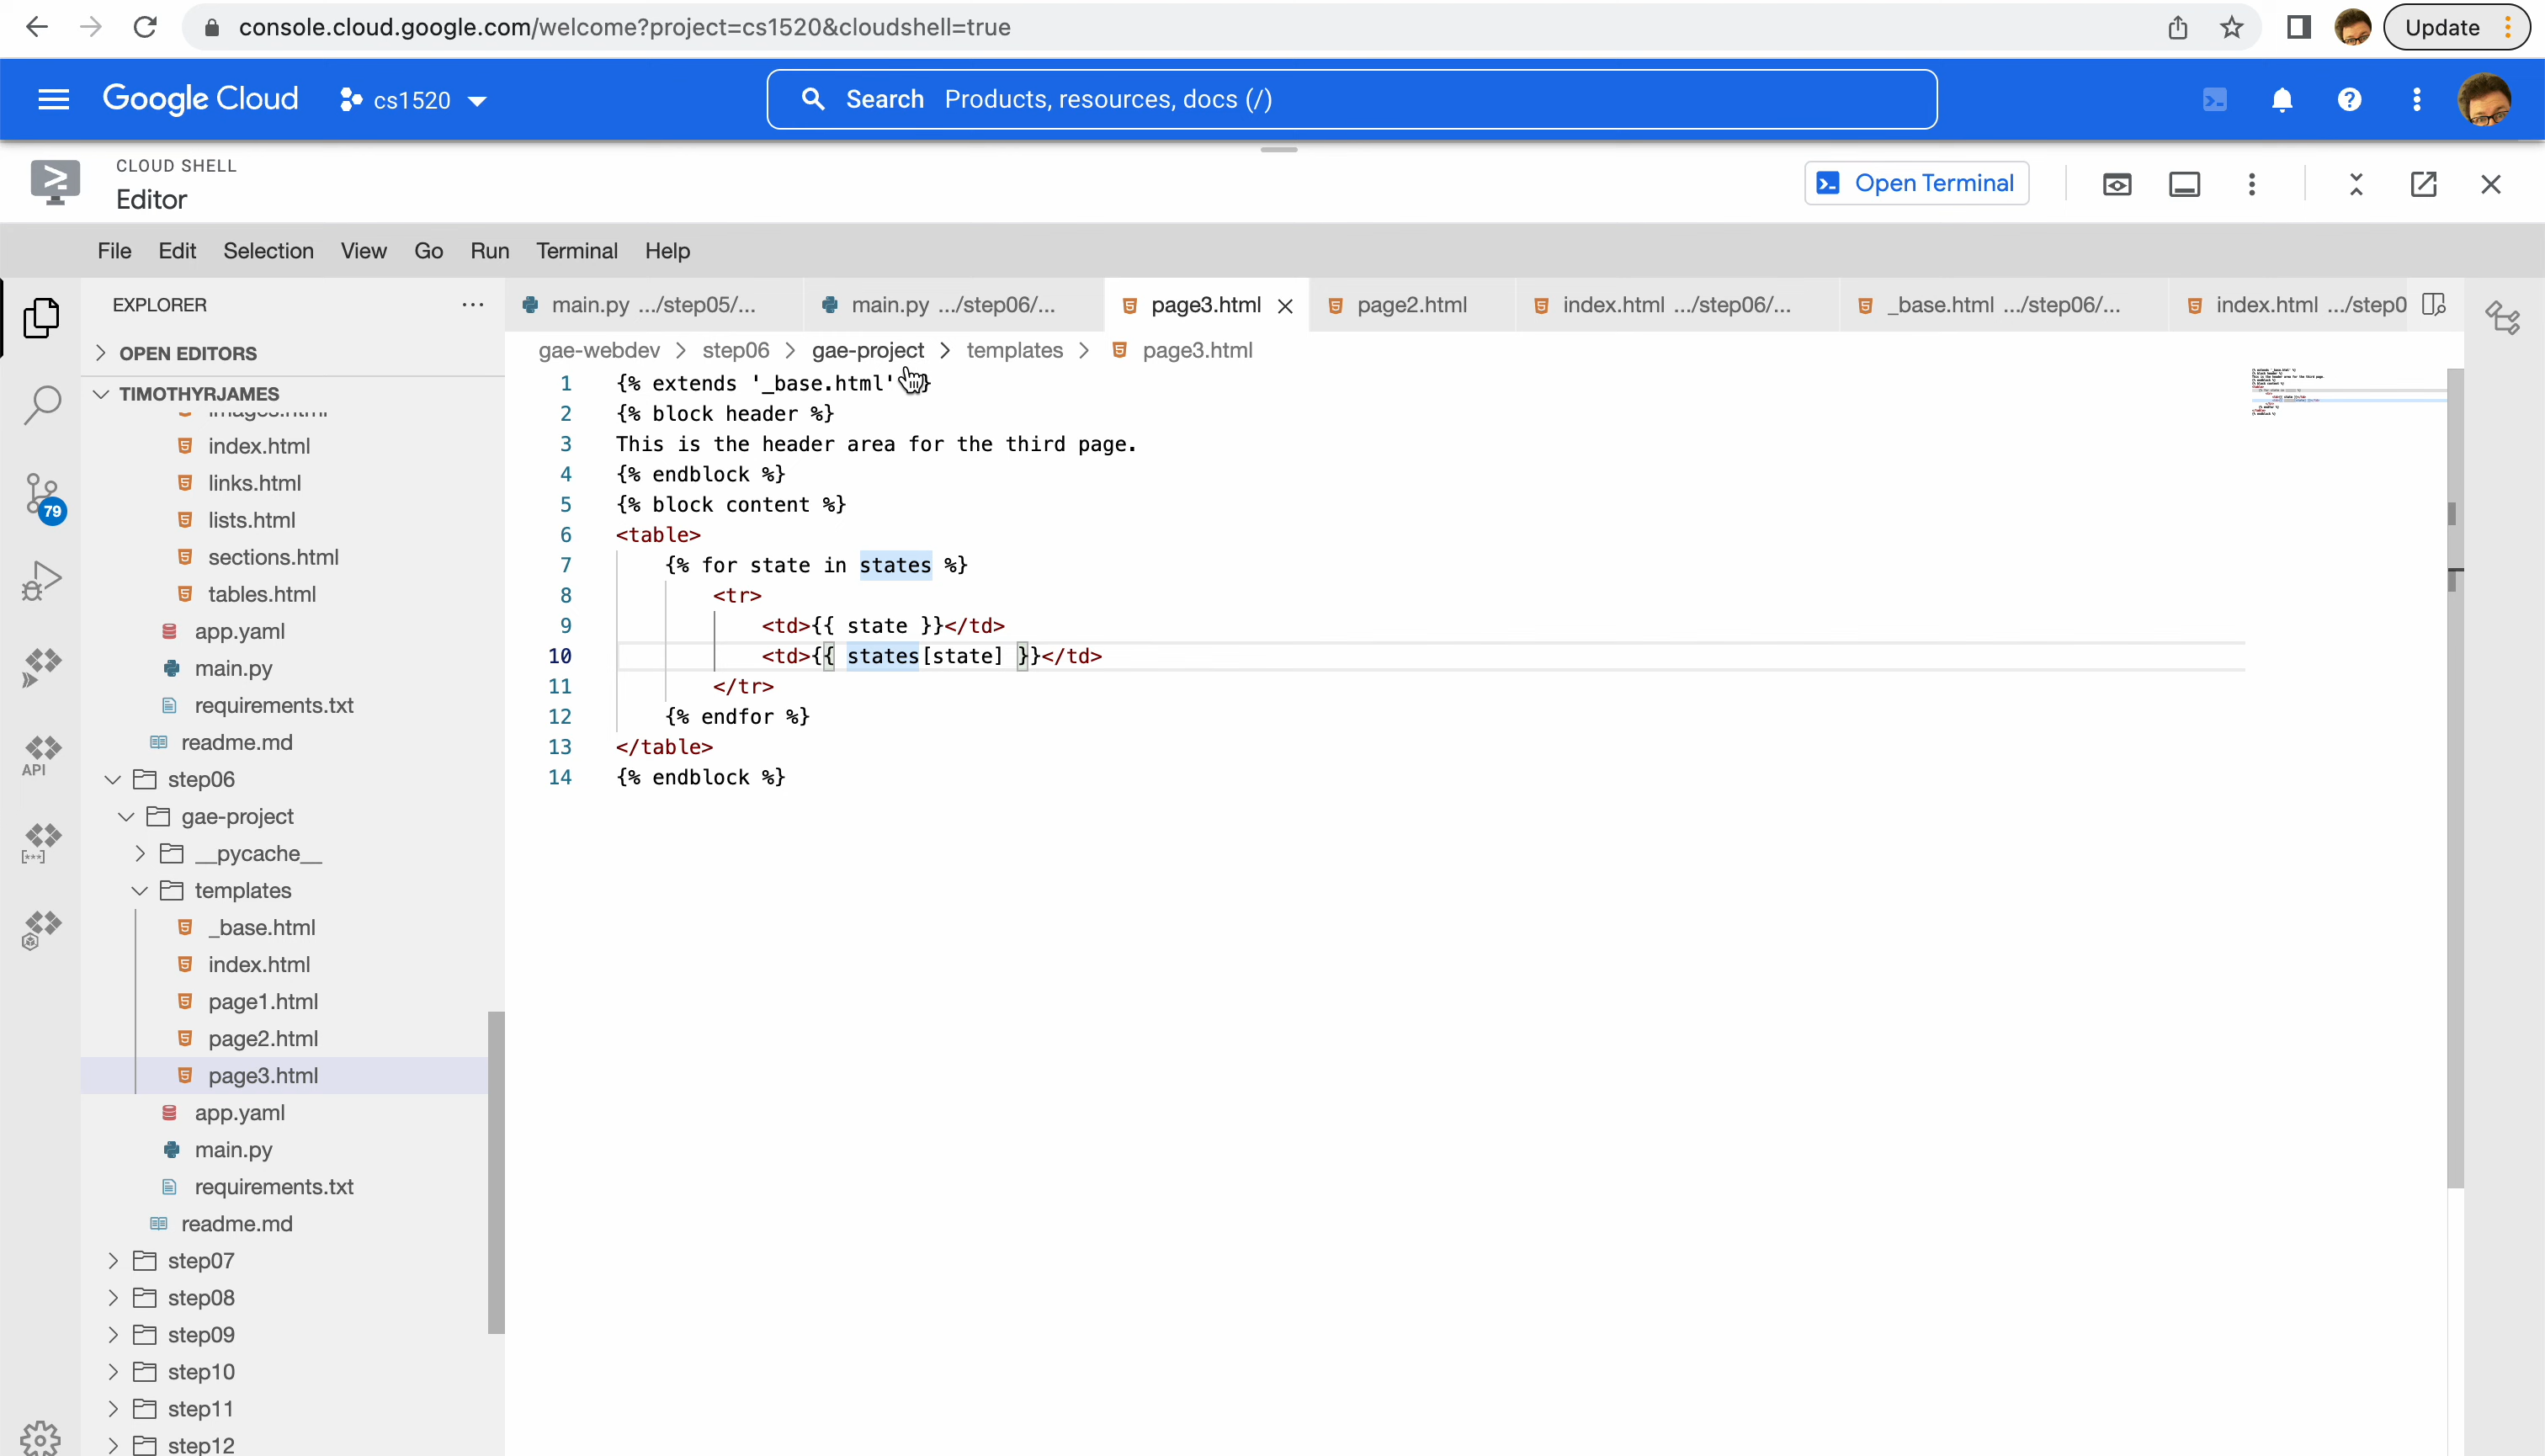 console.cloud.google.com/welcome?project=cs1520&cloudshell=true
Update
Google Cloud
cs1520
Search Products, resources, docs (/)
CLOUD SHELL
Editor
Open Terminal
File Edit Selection View Go Run Terminal Help
EXPLORER
main.py .../step05/...
main.py .../step06/...
page3.html
page2.html
index.html .../step06/...
_base.html .../step06/...
index.html .../step0
OPEN EDITORS
TIMOTHYRJAMES
images.html
index.html
links.html
lists.html
sections.html
tables.html
app.yaml
main.py
requirements.txt
readme.md
step06
gae-project
__pycache__
templates
_base.html
index.html
page1.html
page2.html
page3.html
app.yaml
main.py
requirements.txt
readme.md
step07
step08
step09
step10
step11
step12
79
API
[***]
gae-webdev > step06 > gae-project > templates > page3.html
1 {% extends '_base.html' %}
2 {% block header %}
3 This is the header area for the third page.
4 {% endblock %}
5 {% block content %}
6 <table>
7 {% for state in states %}
8 <tr>
9 <td>{{ state }}</td>
10 <td>{{ states[state] }}</td>
11 </tr>
12 {% endfor %}
13 </table>
14 {% endblock %}